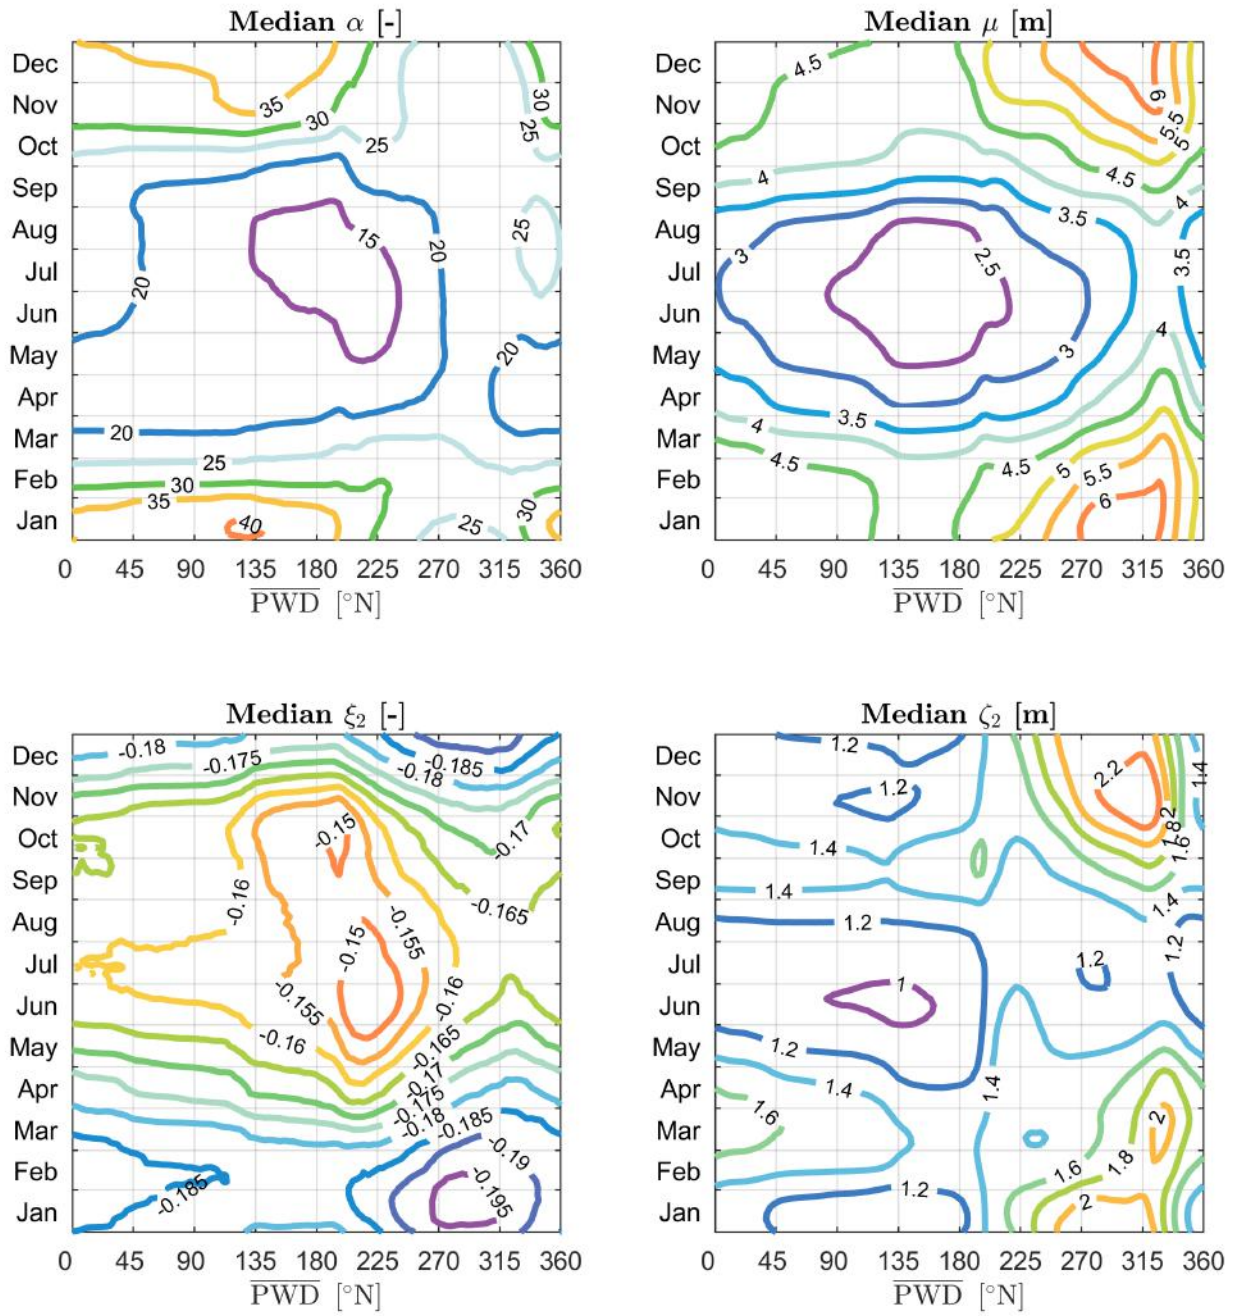 Median α [-]
Dec
Nov
Oct
Sep
Aug
Jul
Jun
May
Apr
Mar
Feb
Jan
35
30
30
25
25
15
20
25
20
20
20
25
30
35
40
25
30
0 45 90 135 180 225 270 315 360
PWD [°N]
Median μ [m]
Dec
Nov
Oct
Sep
Aug
Jul
Jun
May
Apr
Mar
Feb
Jan
4.5
6
5.5
5
4.5
4
4
3.5
3
2.5
3.5
3
4
3.5
4
4.5
4.5
5
5.5
6
0 45 90 135 180 225 270 315 360
PWD [°N]
Median ξ2 [-]
Dec
Nov
Oct
Sep
Aug
Jul
Jun
May
Apr
Mar
Feb
Jan
-0.18
-0.175
-0.185
-0.18
-0.15
-0.17
-0.16
-0.165
-0.155
-0.15
-0.155
-0.16
-0.16
-0.165
-0.17
-0.175
-0.18
-0.185
-0.19
-0.185
-0.195
0 45 90 135 180 225 270 315 360
PWD [°N]
Median ζ2 [m]
Dec
Nov
Oct
Sep
Aug
Jul
Jun
May
Apr
Mar
Feb
Jan
1.2
2.2
1.4
1.2
2
1.8
1.6
1.4
1.4
1.4
1.2
1.2
1.2
1
1.2
1.4
1.4
1.6
2
1.8
1.6
1.2
2
0 45 90 135 180 225 270 315 360
PWD [°N]